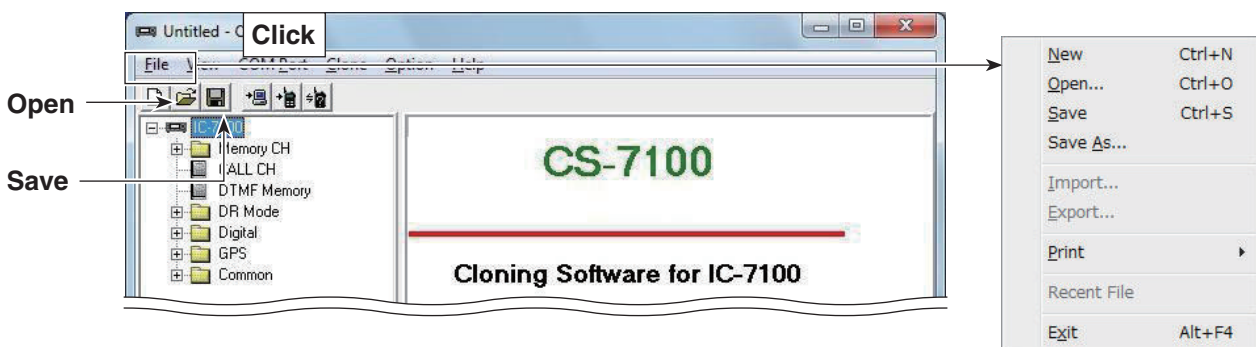 Untitled - C
Click
File View COM Port Clone Option Help
Open
Save
IC-7100
Memory CH
CALL CH
DTMF Memory
DR Mode
Digital
GPS
Common
CS-7100
Cloning Software for IC-7100
New Ctrl+N
Open... Ctrl+O
Save Ctrl+S
Save As...
Import...
Export...
Print
Recent File
Exit Alt+F4